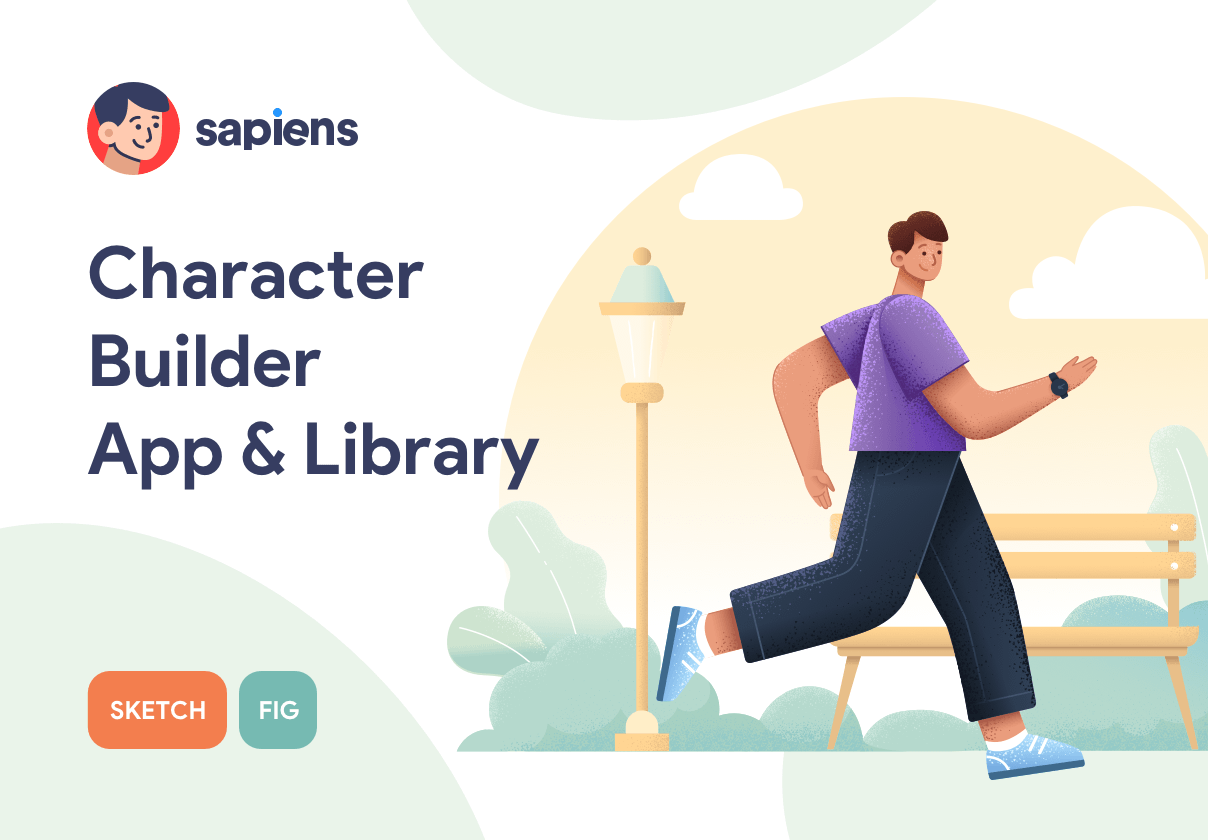 sapiens
Character
Builder
App & Library
SKETCH
FIG